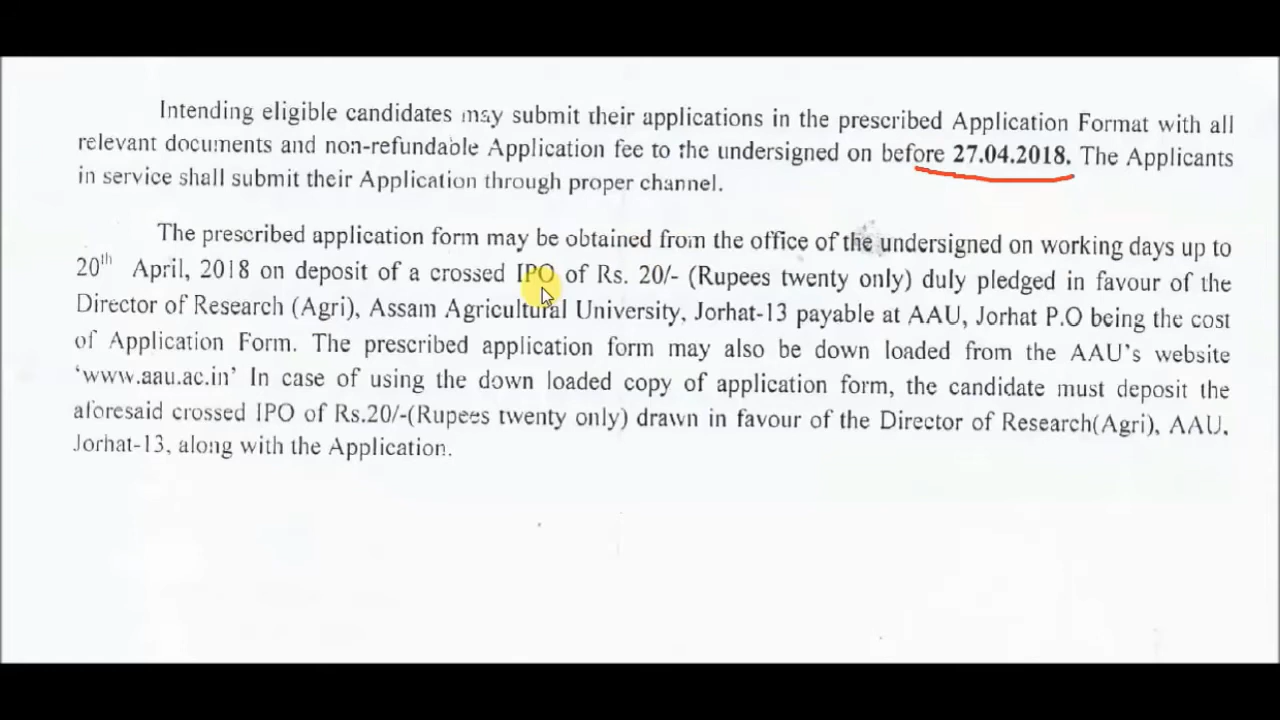 Intending eligible candidates may submit their applications in the prescribed Application Format with all
relevant documents and non-refundable Application fee to the undersigned on before 27.04.2018. The Applicants
in service shall submit their Application through proper channel.
The prescribed application form may be obtained from the office of the undersigned on working days up to
20th April, 2018 on deposit of a crossed IPO of Rs. 20/- (Rupees twenty only) duly pledged in favour of the
Director of Research (Agri), Assam Agricultural University, Jorhat-13 payable at AAU, Jorhat P.O being the cost
of Application Form. The prescribed application form may also be down loaded from the AAU's website
‘www.aau.ac.in’ In case of using the down loaded copy of application form, the candidate must deposit the
aforesaid crossed IPO of Rs.20/-(Rupees twenty only) drawn in favour of the Director of Research(Agri), AAU,
Jorhat-13, along with the Application.